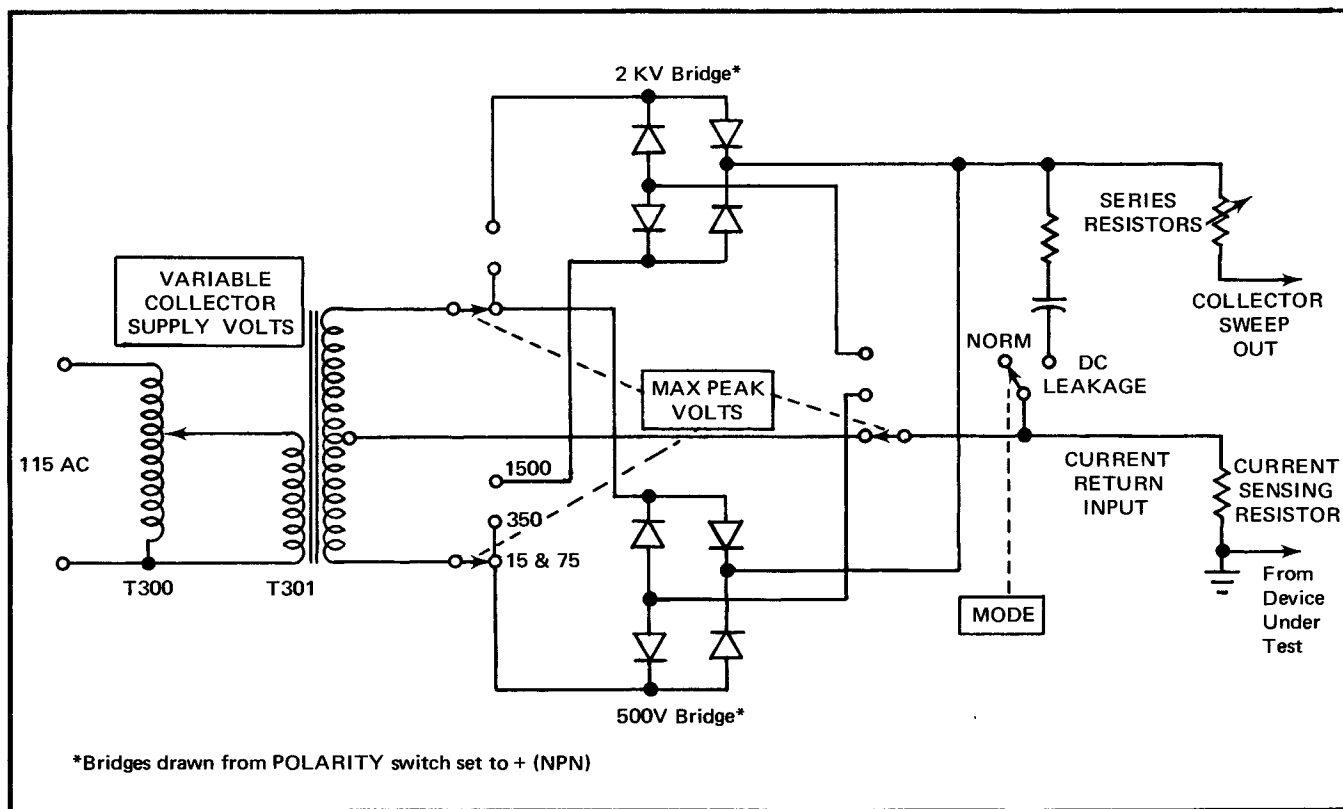 2 KV Bridge*
VARIABLE
COLLECTOR
SUPPLY VOLTS
SERIES
RESISTORS
COLLECTOR
SWEEP
OUT
NORM
DC
LEAKAGE
MAX PEAK
VOLTS
115 AC
1500
350
15 & 75
CURRENT
RETURN
INPUT
CURRENT
SENSING
RESISTOR
T300
T301
From
Device
Under
Test
MODE
500V Bridge*
*Bridges drawn from POLARITY switch set to + (NPN)